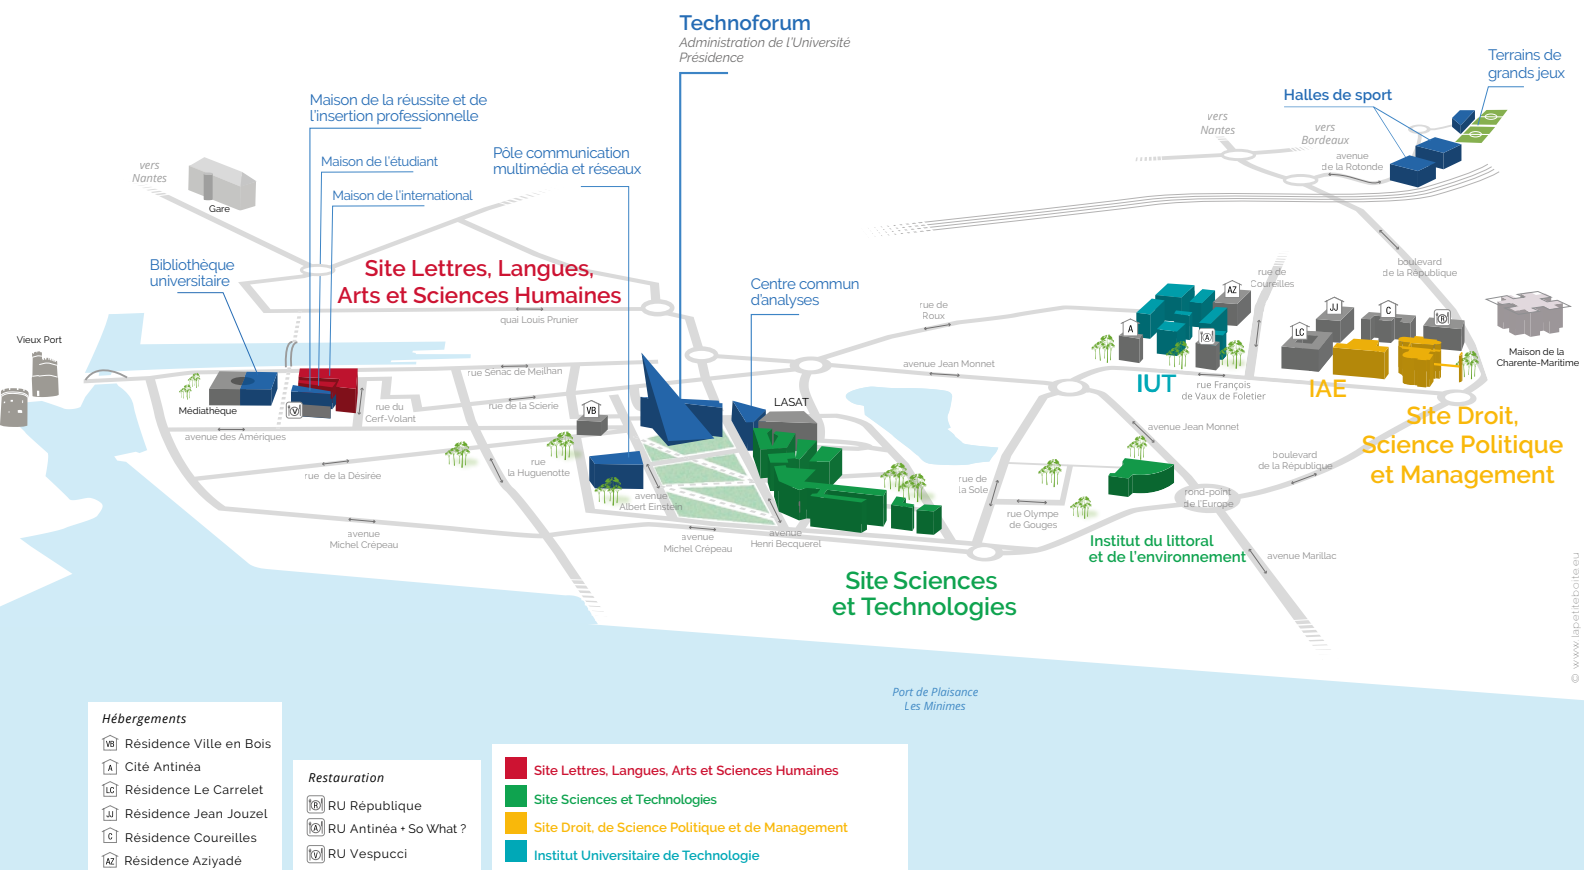 Technoforum
Administration de l'Université
Présidence
Terrains de
grands jeux
Halles de sport
Maison de la réussite et de
l'insertion professionnelle
vers
Nantes
vers
Bordeaux
Maison de l'étudiant
Pôle communication
multimédia et réseaux
avenue
de la Rotonde
vers
Nantes
Maison de l'international
Gare
Bibliothèque
universitaire
Site Lettres, Langues,
Arts et Sciences Humaines
boulevard
de la République
rue de
Coureilles
Centre commun
d'analyses
AZ
JJ
C
R
quai Louis Prunier
rue de
Roux
A
A
LC
Vieux Port
Maison de la
Charente-Maritime
rue Sénac de Meilhan
avenue Jean Monnet
IUT
rue François
de Vaux de Foletier
IAE
Médiathèque
V
rue du
Cerf-Volant
rue de la Scierie
VB
LASAT
Site Droit,
Science Politique
et Management
avenue des Amériques
avenue Jean Monnet
rue de la Désirée
rue
la Huguenotte
boulevard
de la République
avenue
Albert Einstein
rue de
la Sole
rond-point
de l'Europe
rue Olympe
de Gouges
avenue
Michel Crépeau
avenue
Michel Crépeau
avenue
Henri Becquerel
Institut du littoral
et de l'environnement
avenue Marillac
Site Sciences
et Technologies
© www.lapetiteboite.eu
Port de Plaisance
Les Minimes
Hébergements
VB Résidence Ville en Bois
A Cité Antinéa
LC Résidence Le Carrelet
JJ Résidence Jean Jouzel
C Résidence Coureilles
AZ Résidence Aziyadé
Restauration
R RU République
A RU Antinéa + So What ?
V RU Vespucci
Site Lettres, Langues, Arts et Sciences Humaines
Site Sciences et Technologies
Site Droit, de Science Politique et de Management
Institut Universitaire de Technologie